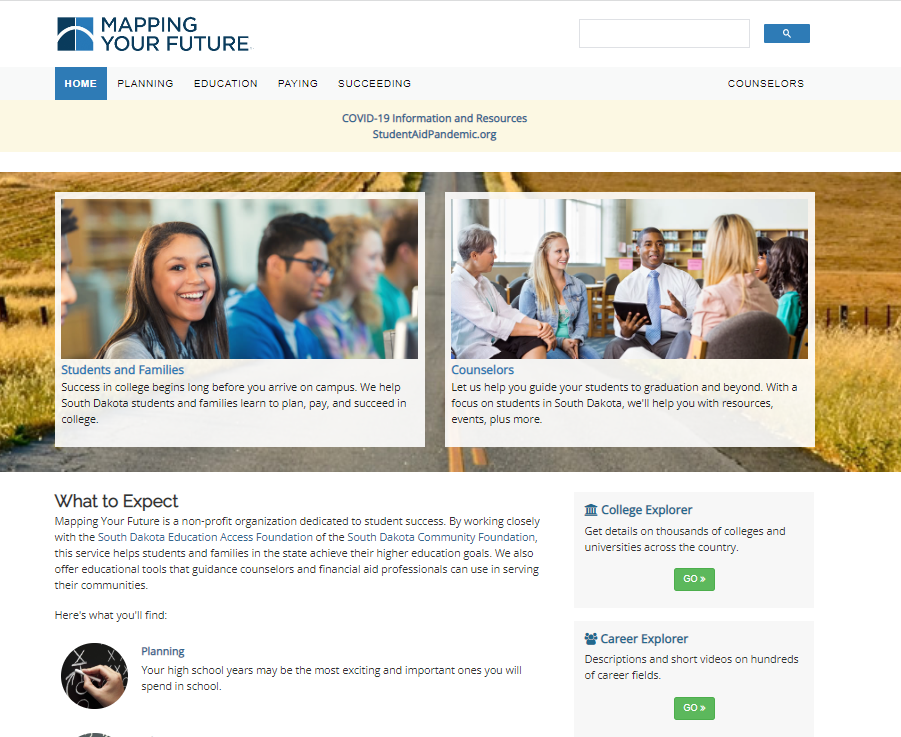 MAPPING
YOUR FUTURE
HOME
PLANNING
EDUCATION
PAYING
SUCCEEDING
COUNSELORS
COVID-19 Information and Resources
StudentAidPandemic.org
Students and Families
Success in college begins long before you arrive on campus. We help
South Dakota students and families learn to plan, pay, and succeed in
college.
Counselors
Let us help you guide your students to graduation and beyond. With a
focus on students in South Dakota, we'll help you with resources,
events, plus more.
What to Expect
Mapping Your Future is a non-profit organization dedicated to student success. By working closely
with the South Dakota Education Access Foundation of the South Dakota Community Foundation,
this service helps students and families in the state achieve their higher education goals. We also
offer educational tools that guidance counselors and financial aid professionals can use in serving
their communities.
Here's what you'll find:
Planning
Your high school years may be the most exciting and important ones you will
spend in school.
College Explorer
Get details on thousands of colleges and
universities across the country.
GO »
Career Explorer
Descriptions and short videos on hundreds
of career fields.
GO »